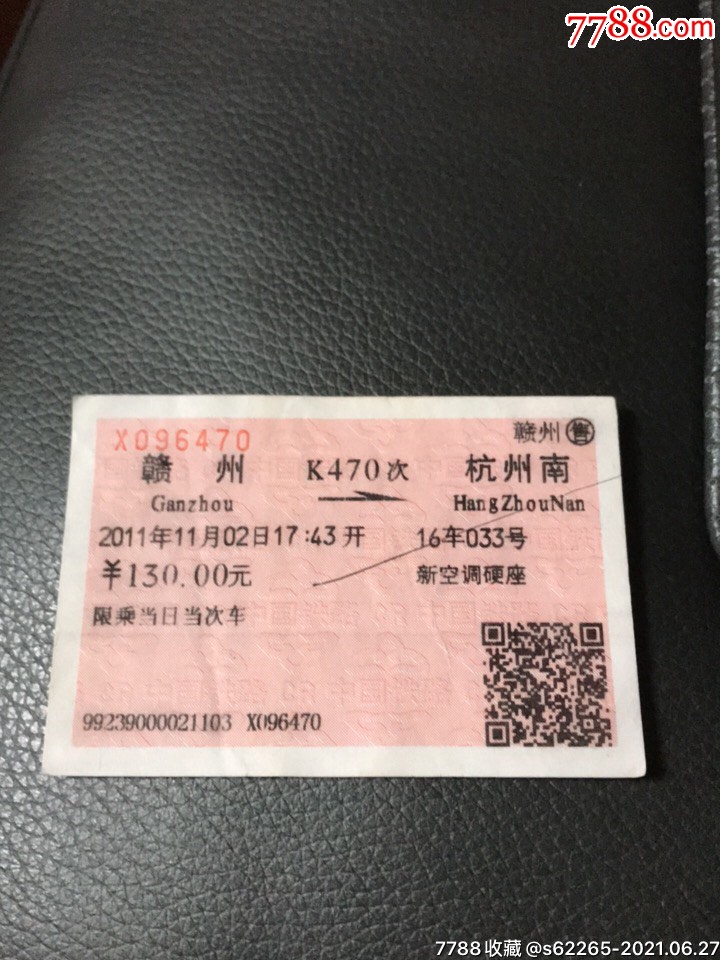 7788.com
X096470
赣州 售
赣州 K470次 杭州南
Ganzhou HangZhouNan
2011年11月02日17:43开 16车033号
¥130.00元 新空调硬座
限乘当日当次车
99239000021103 X096470
7788收藏@s62265-2021.06.27